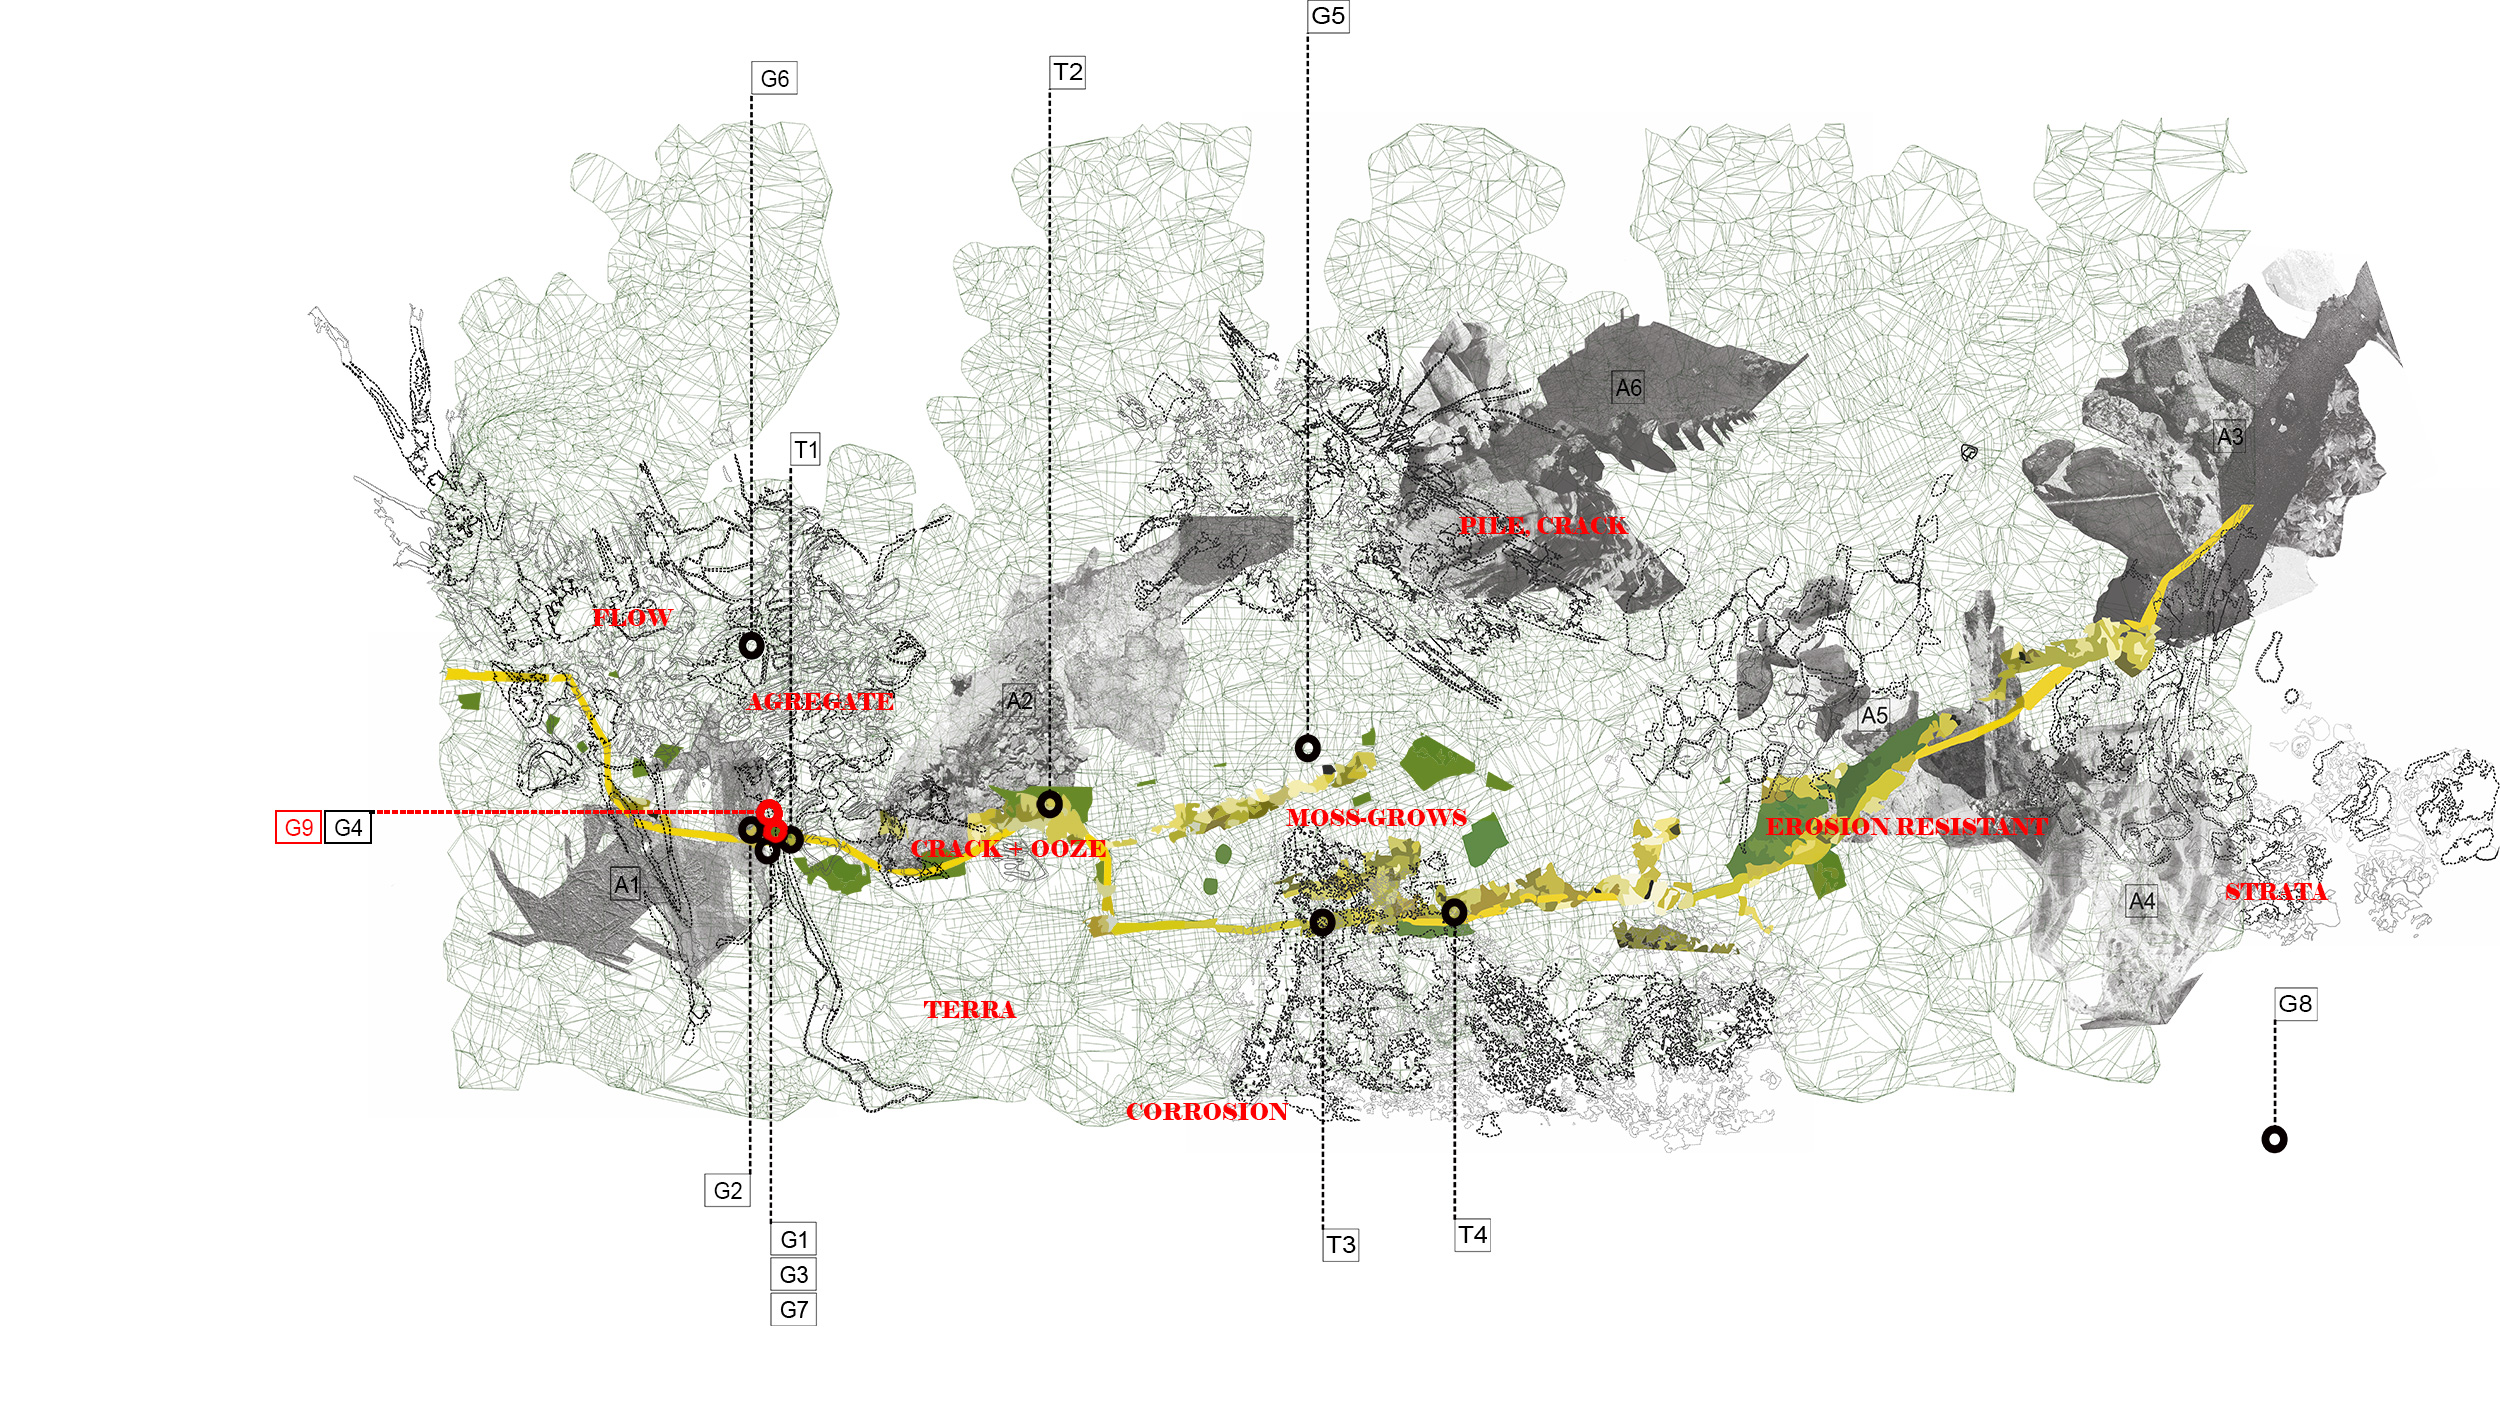 G5
T2
G6
A6
A3
T1
PILE, CRACK
FLOW
A2
AGREGATE
A5
MOSS-GROWS
G9 G4
EROSION RESISTANT
CRACK + OOZE
A1
STRATA
A4
G8
TERRA
CORROSION
G2
G1
T4
T3
G3
G7